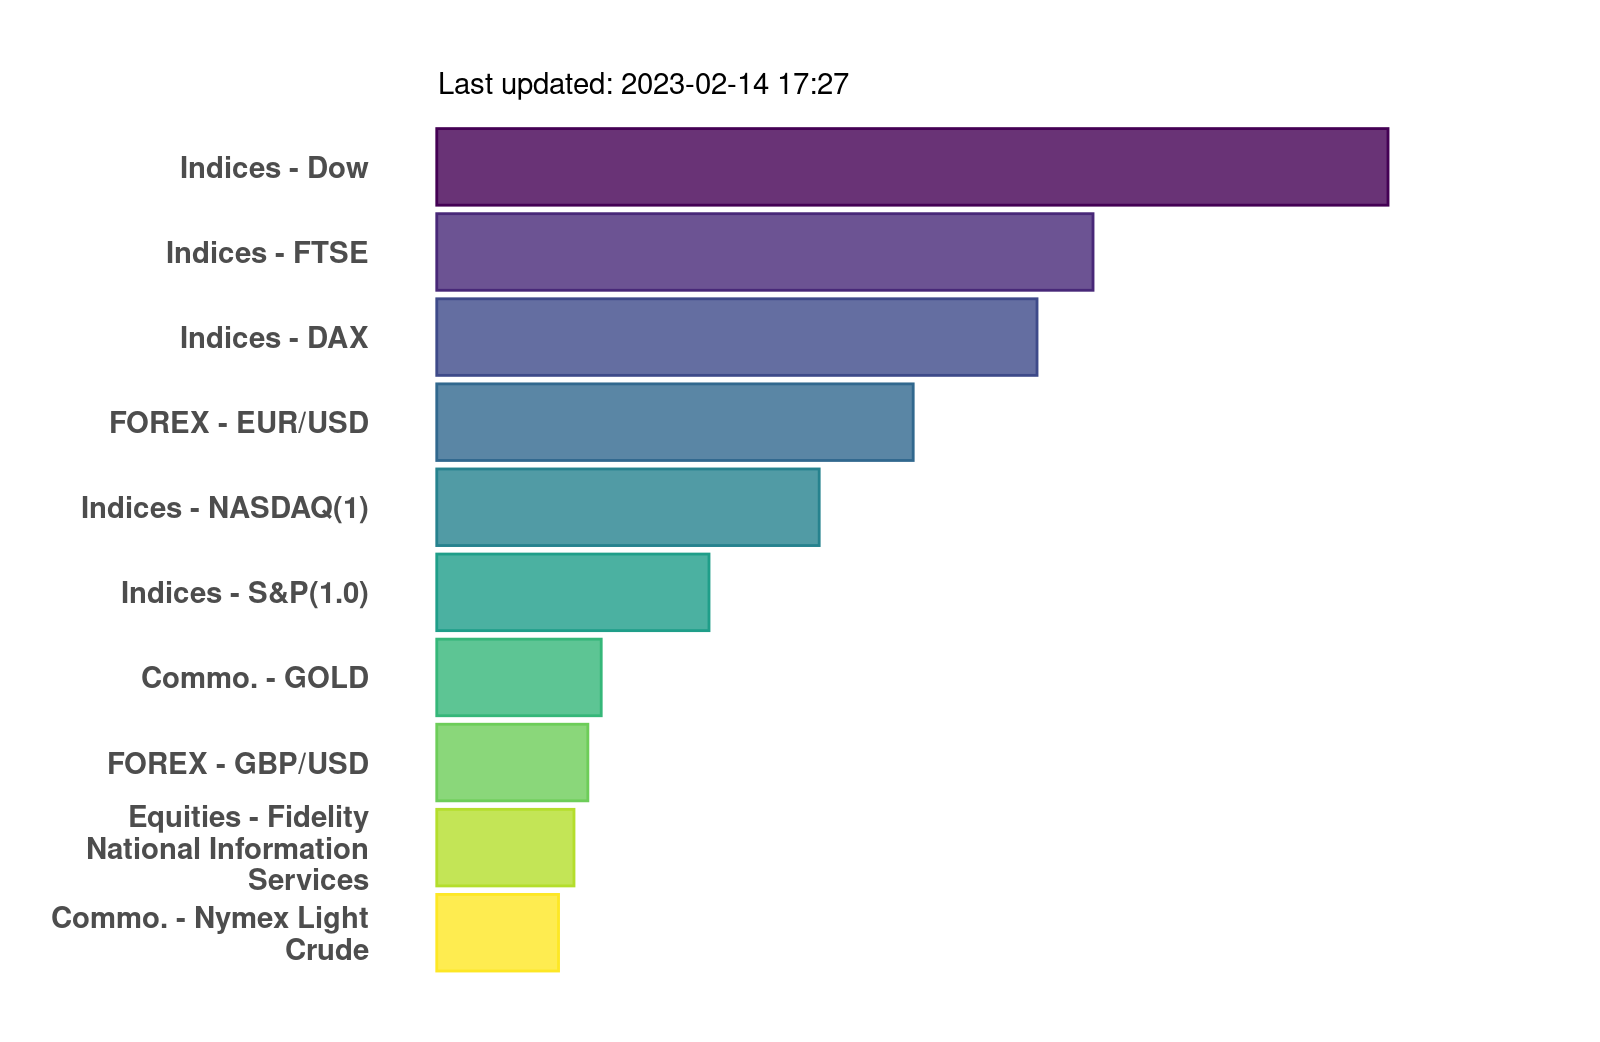 Last updated: 2023-02-14 17:27
Indices - Dow
Indices - FTSE
Indices - DAX
FOREX - EUR/USD
Indices - NASDAQ(1)
Indices - S&P(1.0)
Commo. - GOLD
FOREX - GBP/USD
Equities - Fidelity
National Information
Services
Commo. - Nymex Light
Crude